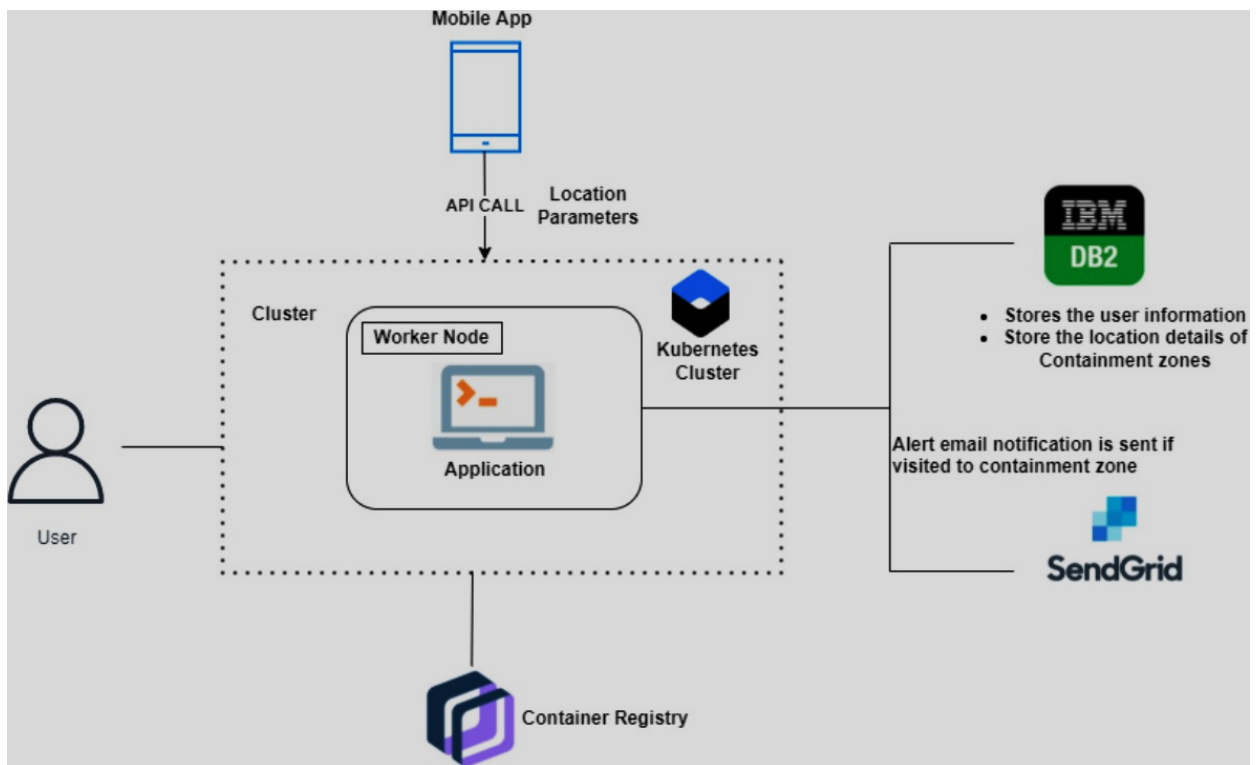 Mobile App
API CALL
Location
Parameters
IBM
DB2
Cluster
Worker Node
Kubernetes
Cluster
Application
• Stores the user information
• Store the location details of
Containment zones
Alert email notification is sent if
visited to containment zone
User
SendGrid
Container Registry